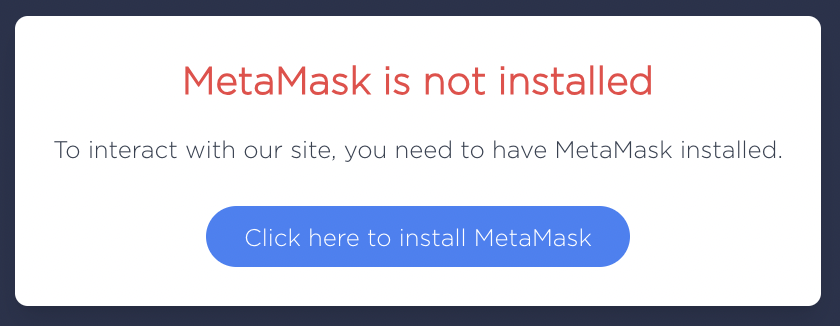 MetaMask is not installed
To interact with our site, you need to have MetaMask installed.
Click here to install MetaMask